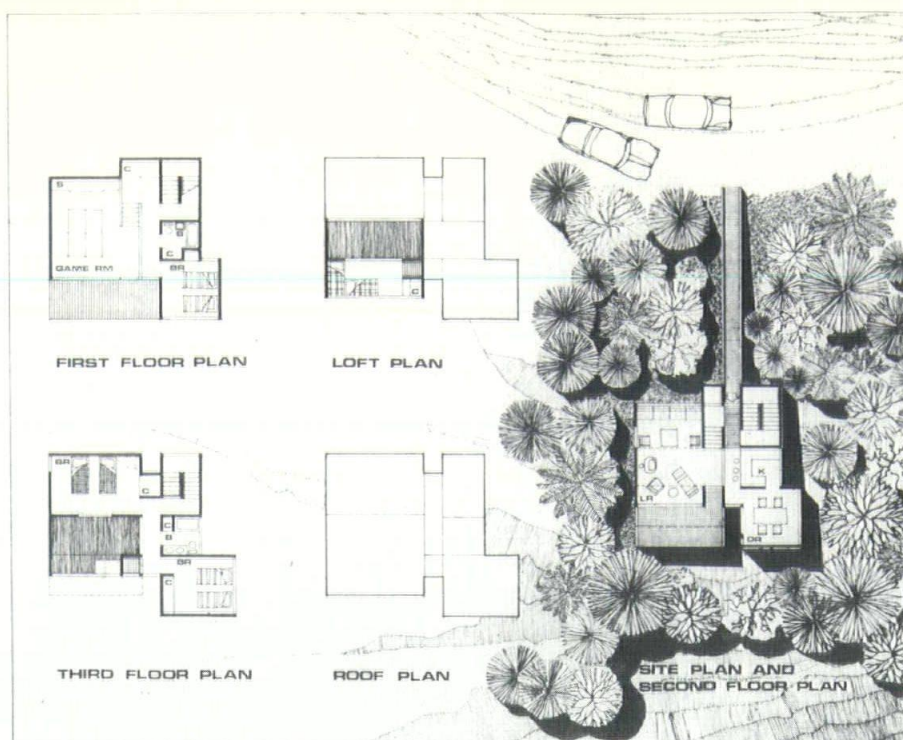 S
C
C
GAME RM
BR
FIRST FLOOR PLAN
C
LOFT PLAN
BR
C
C
B
BR
C
THIRD FLOOR PLAN
ROOF PLAN
LR
K
DR
SITE PLAN AND
SECOND FLOOR PLAN